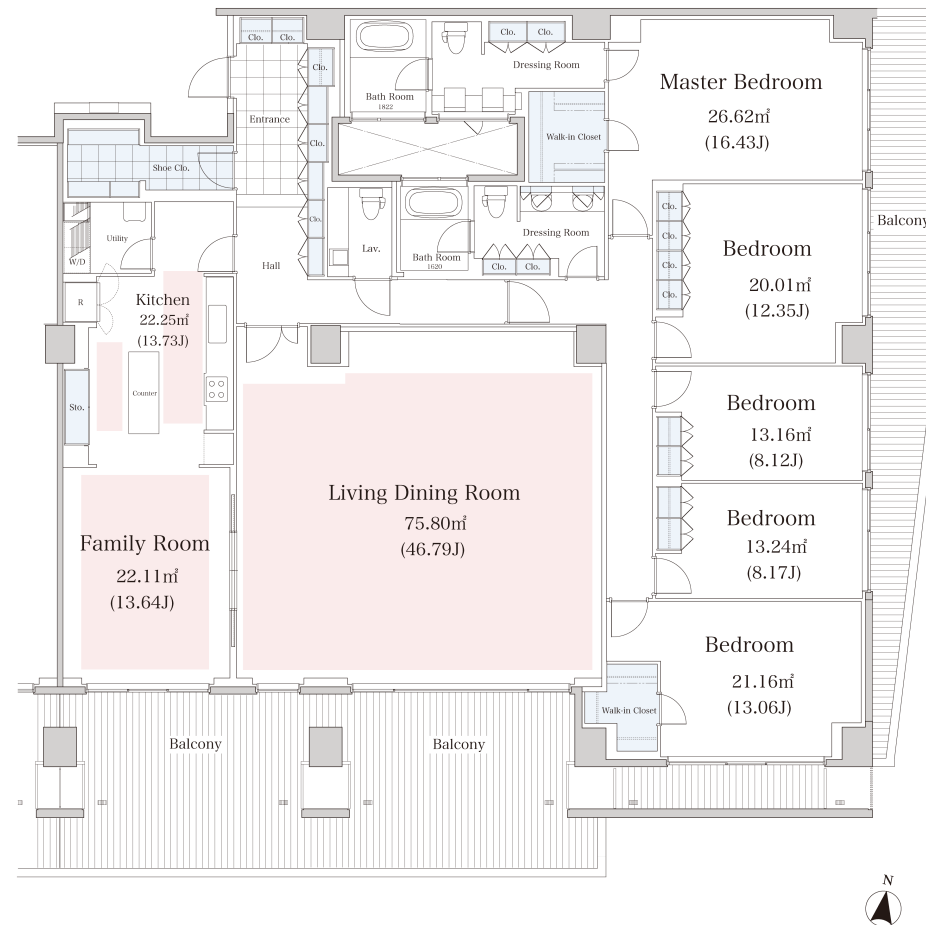 Clo.
Clo.
Clo.
Clo.
Clo.
Entrance
Clo.
Bath Room
1822
Clo.
Clo.
Dressing Room
Walk-in Closet
Master Bedroom
26.62㎡
(16.43J)
Shoe Clo.
W/D
Utility
Hall
Lav.
Bath Room
1620
Dressing Room
Clo.
Clo.
Clo.
Clo.
Clo.
Clo.
Bedroom
20.01㎡
(12.35J)
Balcony
R
Kitchen
22.25㎡
(13.73J)
Counter
Sto.
Bedroom
13.16㎡
(8.12J)
Living Dining Room
75.80㎡
(46.79J)
Family Room
22.11㎡
(13.64J)
Bedroom
13.24㎡
(8.17J)
Bedroom
21.16㎡
(13.06J)
Walk-in Closet
Balcony
Balcony
N